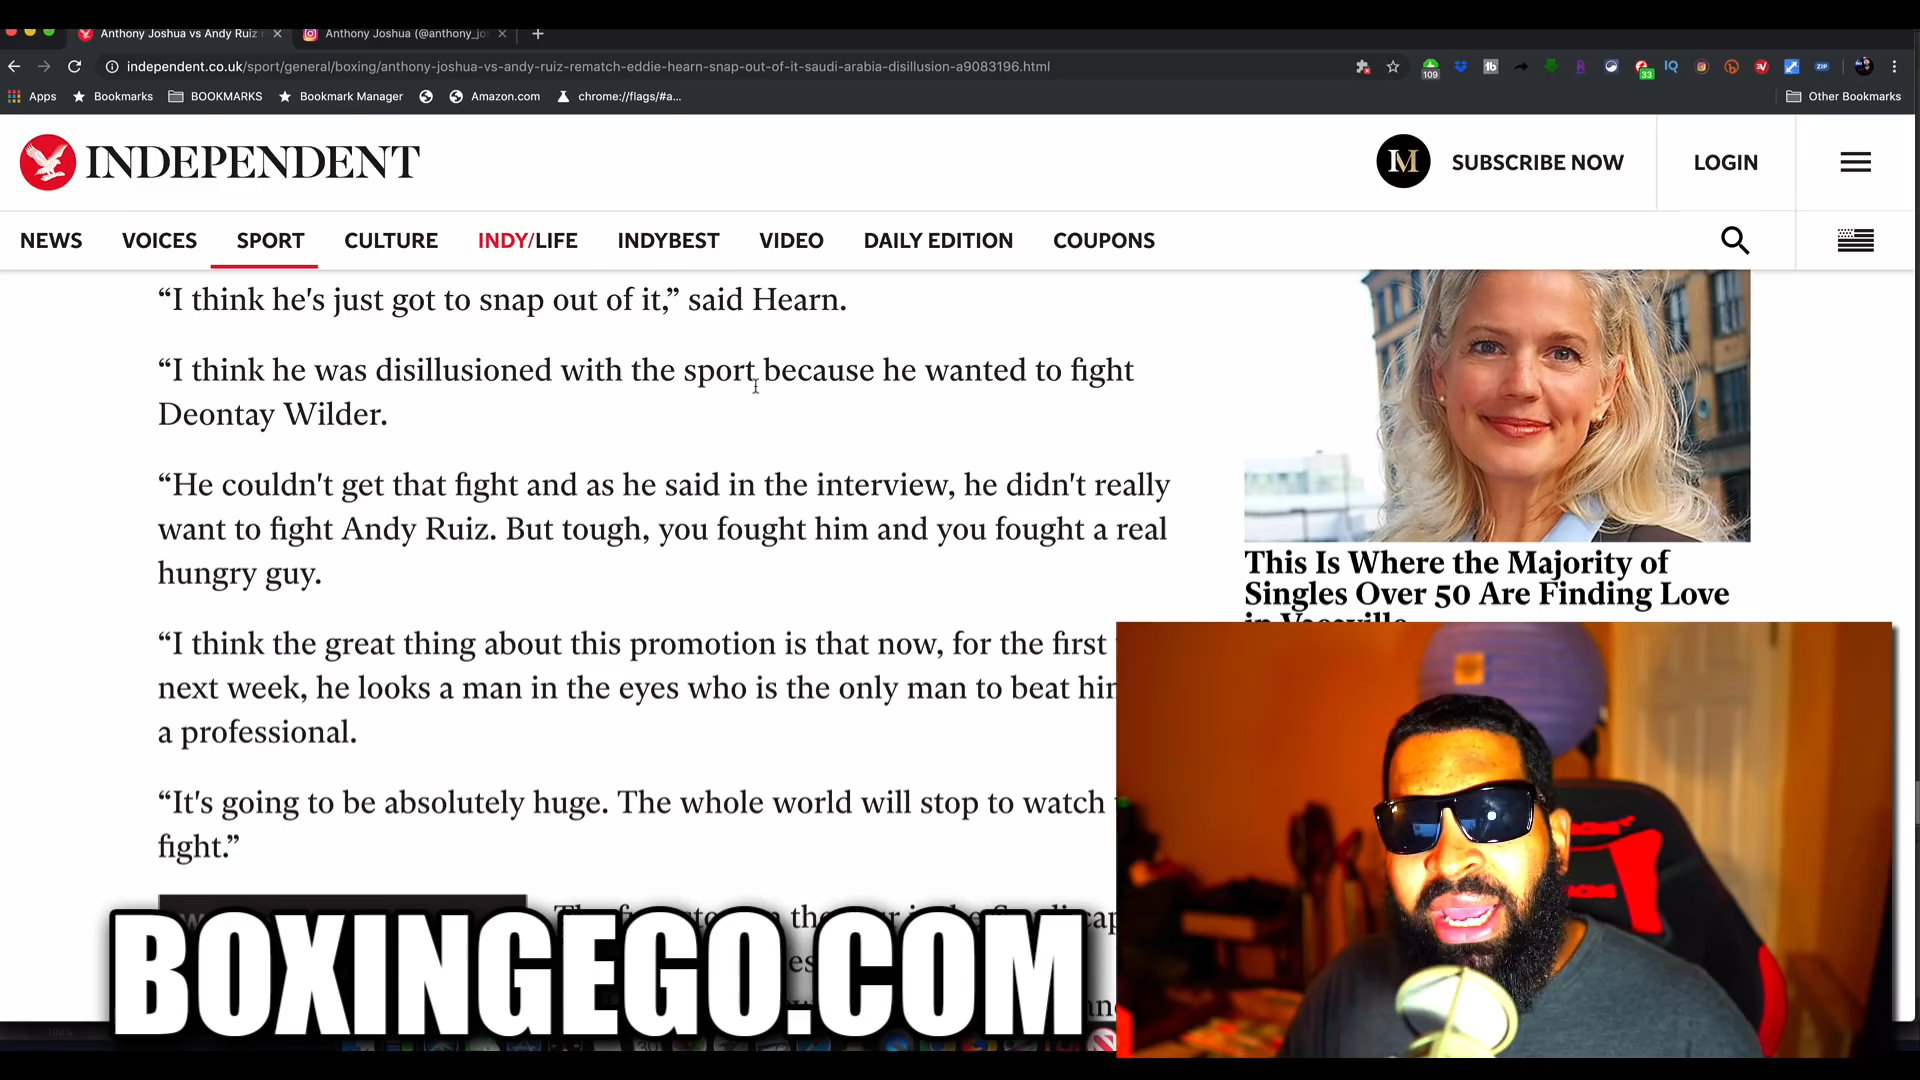 Anthony Joshua vs Andy Ruiz
Anthony Joshua (@anthony_jo
independent.co.uk/sport/general/boxing/anthony-joshua-vs-andy-ruiz-rematch-eddie-hearn-snap-out-of-it-saudi-arabia-disillusion-a9083196.html
109
33
IQ
ZIP
Apps
Bookmarks
BOOKMARKS
Bookmark Manager
Amazon.com
chrome://flags/#a...
Other Bookmarks
INDEPENDENT
IM
SUBSCRIBE NOW
LOGIN
NEWS
VOICES
SPORT
CULTURE
INDY/LIFE
INDYBEST
VIDEO
DAILY EDITION
COUPONS
“I think he's just got to snap out of it,” said Hearn.
“I think he was disillusioned with the sport because he wanted to fight
Deontay Wilder.
“He couldn't get that fight and as he said in the interview, he didn't really
want to fight Andy Ruiz. But tough, you fought him and you fought a real
hungry guy.
“I think the great thing about this promotion is that now, for the first
next week, he looks a man in the eyes who is the only man to beat
a professional.
“It's going to be absolutely huge. The whole world will stop to watch
fight.”
This Is Where the Majority of
Singles Over 50 Are Finding Love
in Vacaville
BOXINGEGO.COM